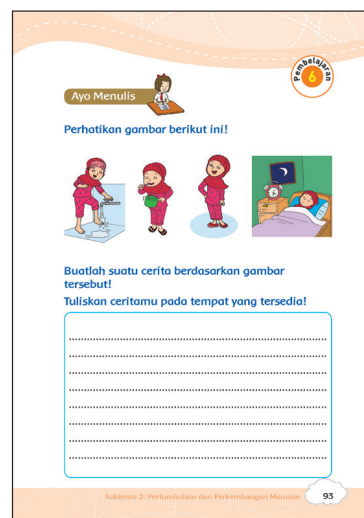 Pembelajaran
6
Ayo Menulis
Perhatikan gambar berikut ini!
Buatlah suatu cerita berdasarkan gambar
tersebut!
Tuliskan ceritamu pada tempat yang tersedia!
Subtema 2: Pertumbuhan dan Perkembangan Manusia
93